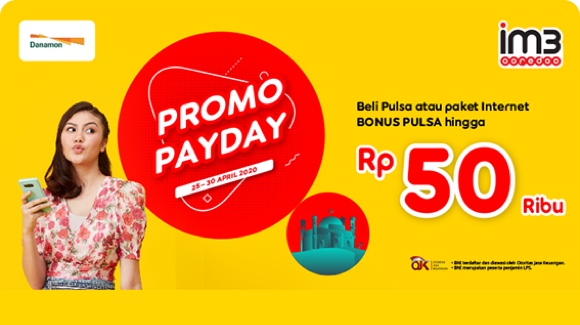 Danamon
im3
ooredoo
PROMO
PAYDAY
25 – 30 APRIL 2020
Beli Pulsa atau paket Internet
BONUS PULSA hingga
Rp 50 Ribu
• BNI terdaftar dan diawasi oleh Otoritas Jasa Keuangan.
• BNI merupakan peserta penjamin LPS.